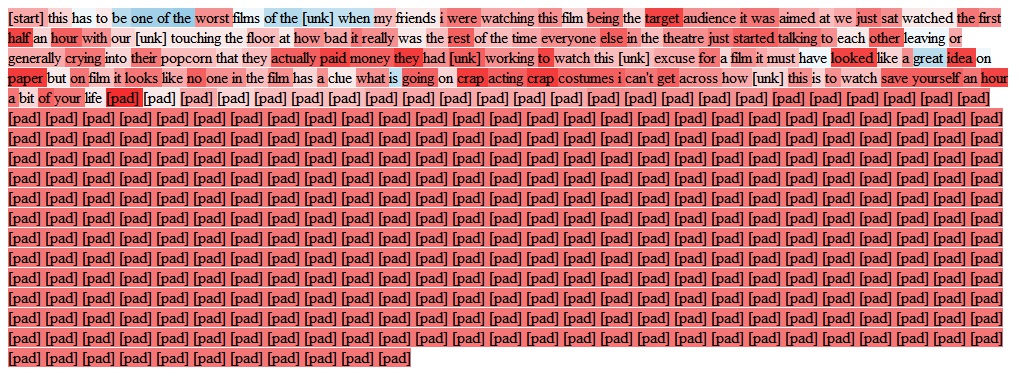 [start] this has to be one of the worst films of the [unk] when my friends i were watching this film being the target audience it was aimed at we just sat watched the first
half an hour with our [unk] touching the floor at how bad it really was the rest of the time everyone else in the theatre just started talking to each other leaving or
generally crying into their popcorn that they actually paid money they had [unk] working to watch this [unk] excuse for a film it must have looked like a great idea on
paper but on film it looks like no one in the film has a clue what is going on crap acting crap costumes i can't get across how [unk] this is to watch save yourself an hour
a bit of your life [pad] [pad] [pad] [pad] [pad] [pad] [pad] [pad] [pad] [pad] [pad] [pad] [pad] [pad] [pad] [pad] [pad] [pad] [pad] [pad] [pad] [pad] [pad] [pad]
[pad] [pad] [pad] [pad] [pad] [pad] [pad] [pad] [pad] [pad] [pad] [pad] [pad] [pad] [pad] [pad] [pad] [pad] [pad] [pad] [pad] [pad] [pad] [pad] [pad] [pad] [pad]
[pad] [pad] [pad] [pad] [pad] [pad] [pad] [pad] [pad] [pad] [pad] [pad] [pad] [pad] [pad] [pad] [pad] [pad] [pad] [pad] [pad] [pad] [pad] [pad] [pad] [pad] [pad]
[pad] [pad] [pad] [pad] [pad] [pad] [pad] [pad] [pad] [pad] [pad] [pad] [pad] [pad] [pad] [pad] [pad] [pad] [pad] [pad] [pad] [pad] [pad] [pad] [pad] [pad] [pad]
[pad] [pad] [pad] [pad] [pad] [pad] [pad] [pad] [pad] [pad] [pad] [pad] [pad] [pad] [pad] [pad] [pad] [pad] [pad] [pad] [pad] [pad] [pad] [pad] [pad] [pad] [pad]
[pad] [pad] [pad] [pad] [pad] [pad] [pad] [pad] [pad] [pad] [pad] [pad] [pad] [pad] [pad] [pad] [pad] [pad] [pad] [pad] [pad] [pad] [pad] [pad] [pad] [pad] [pad]
[pad] [pad] [pad] [pad] [pad] [pad] [pad] [pad] [pad] [pad] [pad] [pad] [pad] [pad] [pad] [pad] [pad] [pad] [pad] [pad] [pad] [pad] [pad] [pad] [pad] [pad] [pad]
[pad] [pad] [pad] [pad] [pad] [pad] [pad] [pad] [pad] [pad] [pad] [pad] [pad] [pad] [pad] [pad] [pad] [pad] [pad] [pad] [pad] [pad] [pad] [pad] [pad] [pad] [pad]
[pad] [pad] [pad] [pad] [pad] [pad] [pad] [pad] [pad] [pad] [pad] [pad] [pad] [pad] [pad] [pad] [pad] [pad] [pad] [pad] [pad] [pad] [pad] [pad] [pad] [pad] [pad]
[pad] [pad] [pad] [pad] [pad] [pad] [pad] [pad] [pad] [pad] [pad] [pad] [pad] [pad] [pad] [pad] [pad] [pad] [pad] [pad] [pad] [pad] [pad] [pad] [pad] [pad] [pad]
[pad] [pad] [pad] [pad] [pad] [pad] [pad] [pad] [pad] [pad] [pad] [pad] [pad] [pad] [pad] [pad] [pad] [pad] [pad] [pad] [pad] [pad] [pad] [pad] [pad] [pad] [pad]
[pad] [pad] [pad] [pad] [pad] [pad] [pad] [pad] [pad] [pad] [pad] [pad] [pad] [pad] [pad] [pad] [pad] [pad] [pad] [pad] [pad] [pad] [pad] [pad] [pad] [pad] [pad]
[pad] [pad] [pad] [pad] [pad] [pad] [pad] [pad] [pad] [pad] [pad] [pad] [pad] [pad] [pad] [pad] [pad] [pad] [pad] [pad] [pad] [pad] [pad] [pad] [pad] [pad] [pad]
[pad] [pad] [pad] [pad] [pad] [pad] [pad] [pad] [pad] [pad] [pad]